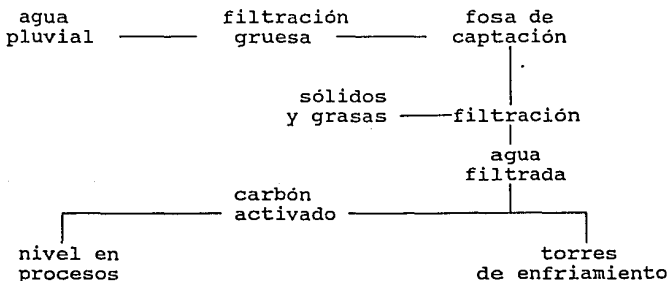 agua
pluvial
filtración
gruesa
fosa de
captación
sólidos
y grasas
filtración
agua
filtrada
carbón
activado
nivel en
procesos
torres
de enfriamiento